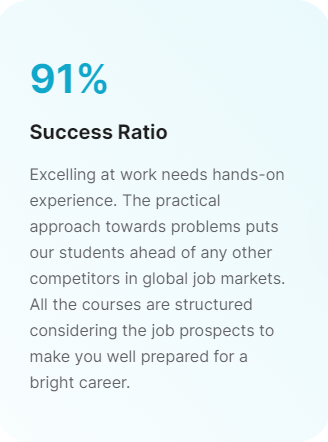 91%
Success Ratio
Excelling at work needs hands-on
experience. The practical
approach towards problems puts
our students ahead of any other
competitors in global job markets.
All the courses are structured
considering the job prospects to
make you well prepared for a
bright career.